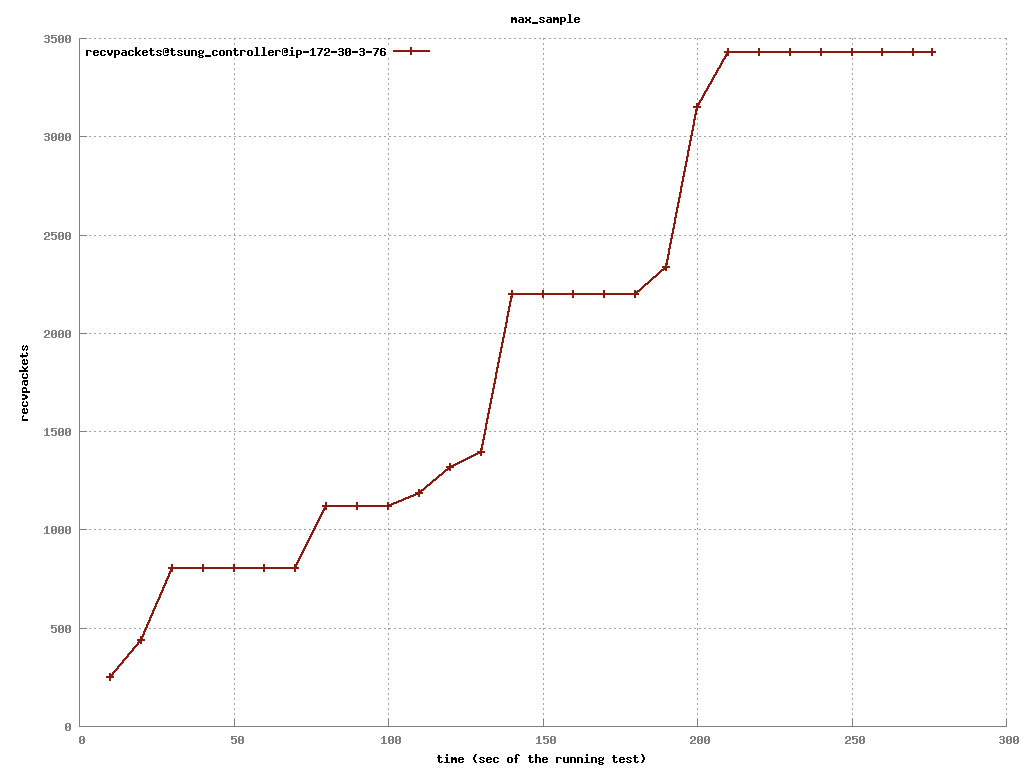 max_sample
recvpackets@tsung_controller@ip-172-30-3-76
3500
3000
2500
2000
1500
1000
500
0
recvpackets
0 50 100 150 200 250 300
time (sec of the running test)